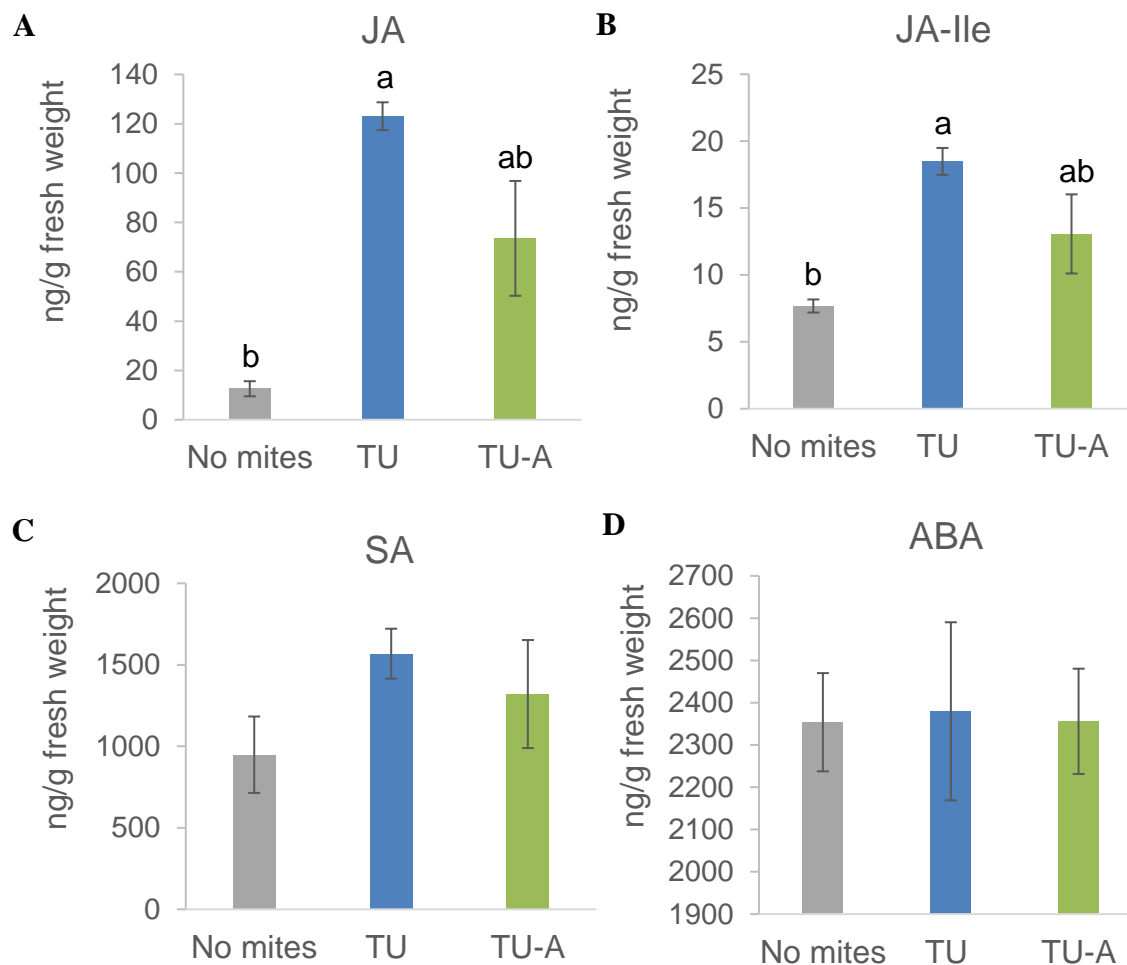 A
JA
ng/g fresh weight
140
120
100
80
60
40
20
0
b
a
ab
No mites
TU
TU-A
B
JA-Ile
ng/g fresh weight
25
20
15
10
5
0
b
a
ab
No mites
TU
TU-A
C
SA
ng/g fresh weight
2000
1500
1000
500
0
No mites
TU
TU-A
D
ABA
ng/g fresh weight
2700
2600
2500
2400
2300
2200
2100
2000
1900
No mites
TU
TU-A